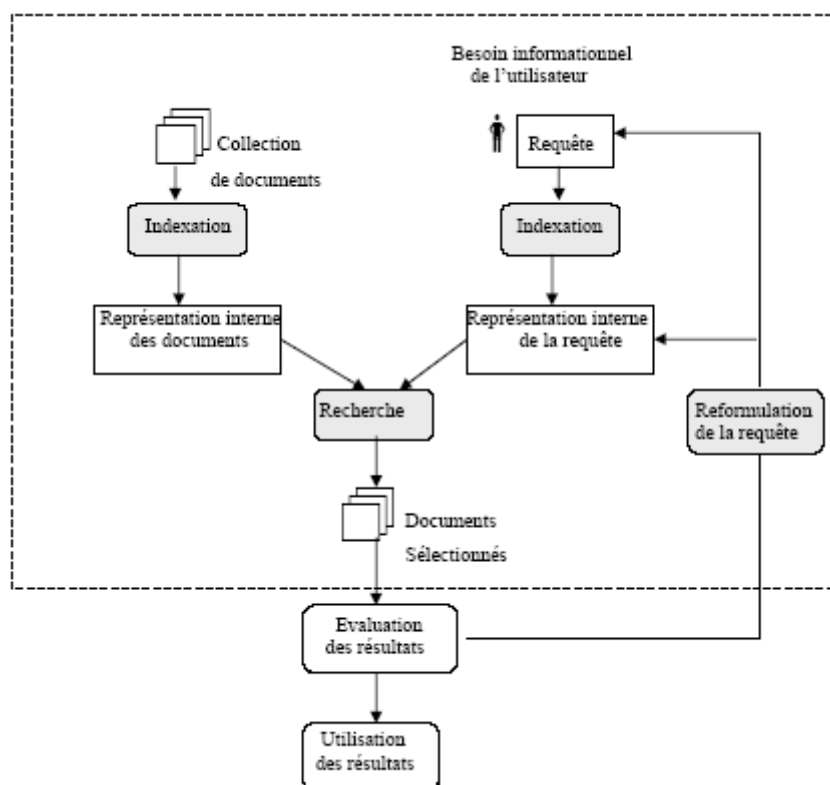 Besoin informationnel
de l'utilisateur
Collection
de documents
Requête
Indexation
Indexation
Représentation interne
des documents
Représentation interne
de la requête
Recherche
Reformulation
de la requête
Documents
Sélectionnés
Evaluation
des résultats
Utilisation
des résultats